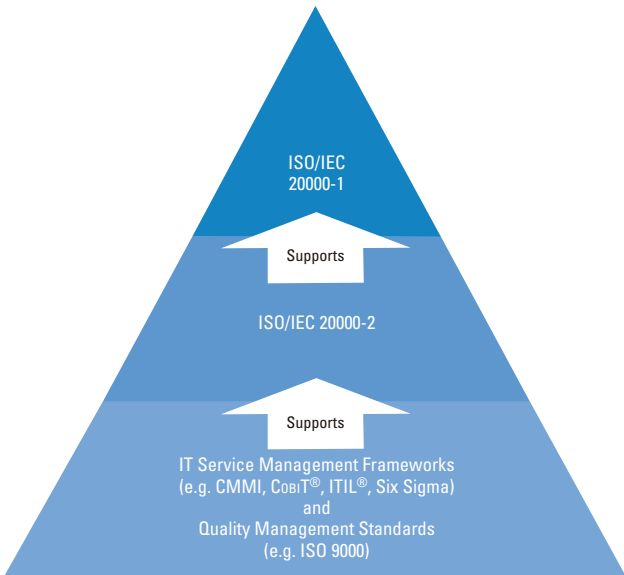 ISO/IEC
20000-1
Supports
ISO/IEC 20000-2
Supports
IT Service Management Frameworks
(e.g. CMMI, COBIT®, ITIL®, Six Sigma)
and
Quality Management Standards
(e.g. ISO 9000)